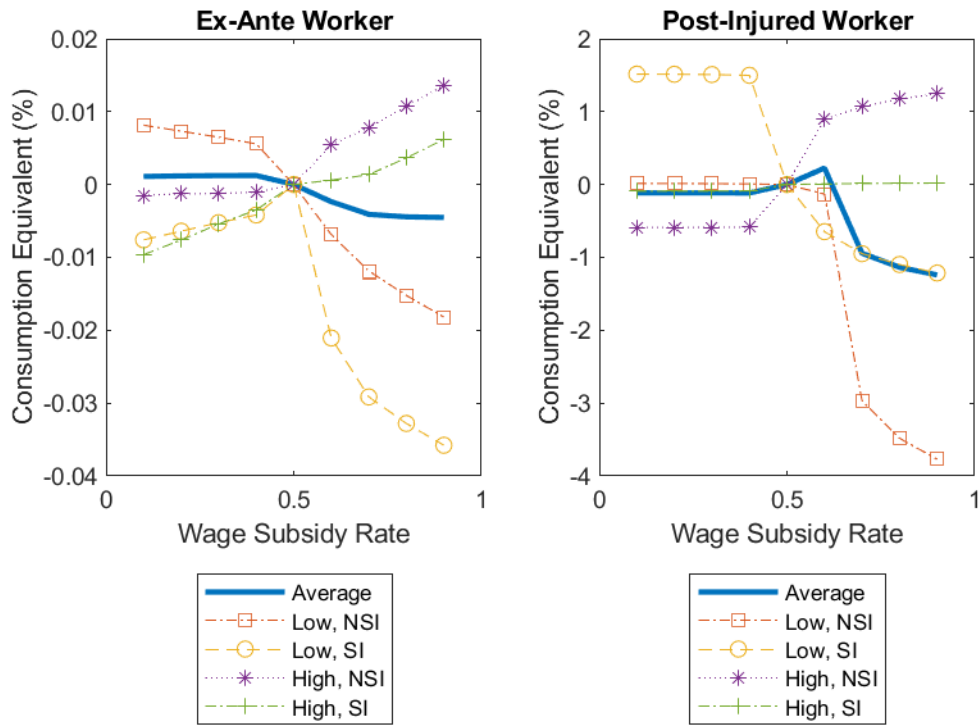 Ex-Ante Worker
Consumption Equivalent (%)
0.02
0.01
0
-0.01
-0.02
-0.03
-0.04
0
0.5
1
Wage Subsidy Rate
Average
Low, NSI
Low, SI
High, NSI
High, SI
Post-Injured Worker
Consumption Equivalent (%)
2
1
0
-1
-2
-3
-4
0
0.5
1
Wage Subsidy Rate
Average
Low, NSI
Low, SI
High, NSI
High, SI